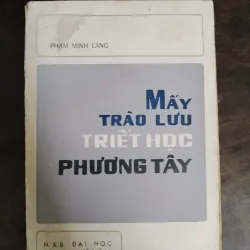 PHẠM MINH LĂNG
MẤY
TRÀO LƯU
TRIẾT HỌC
PHƯƠNG TÂY
N.X.B. ĐẠI HỌC